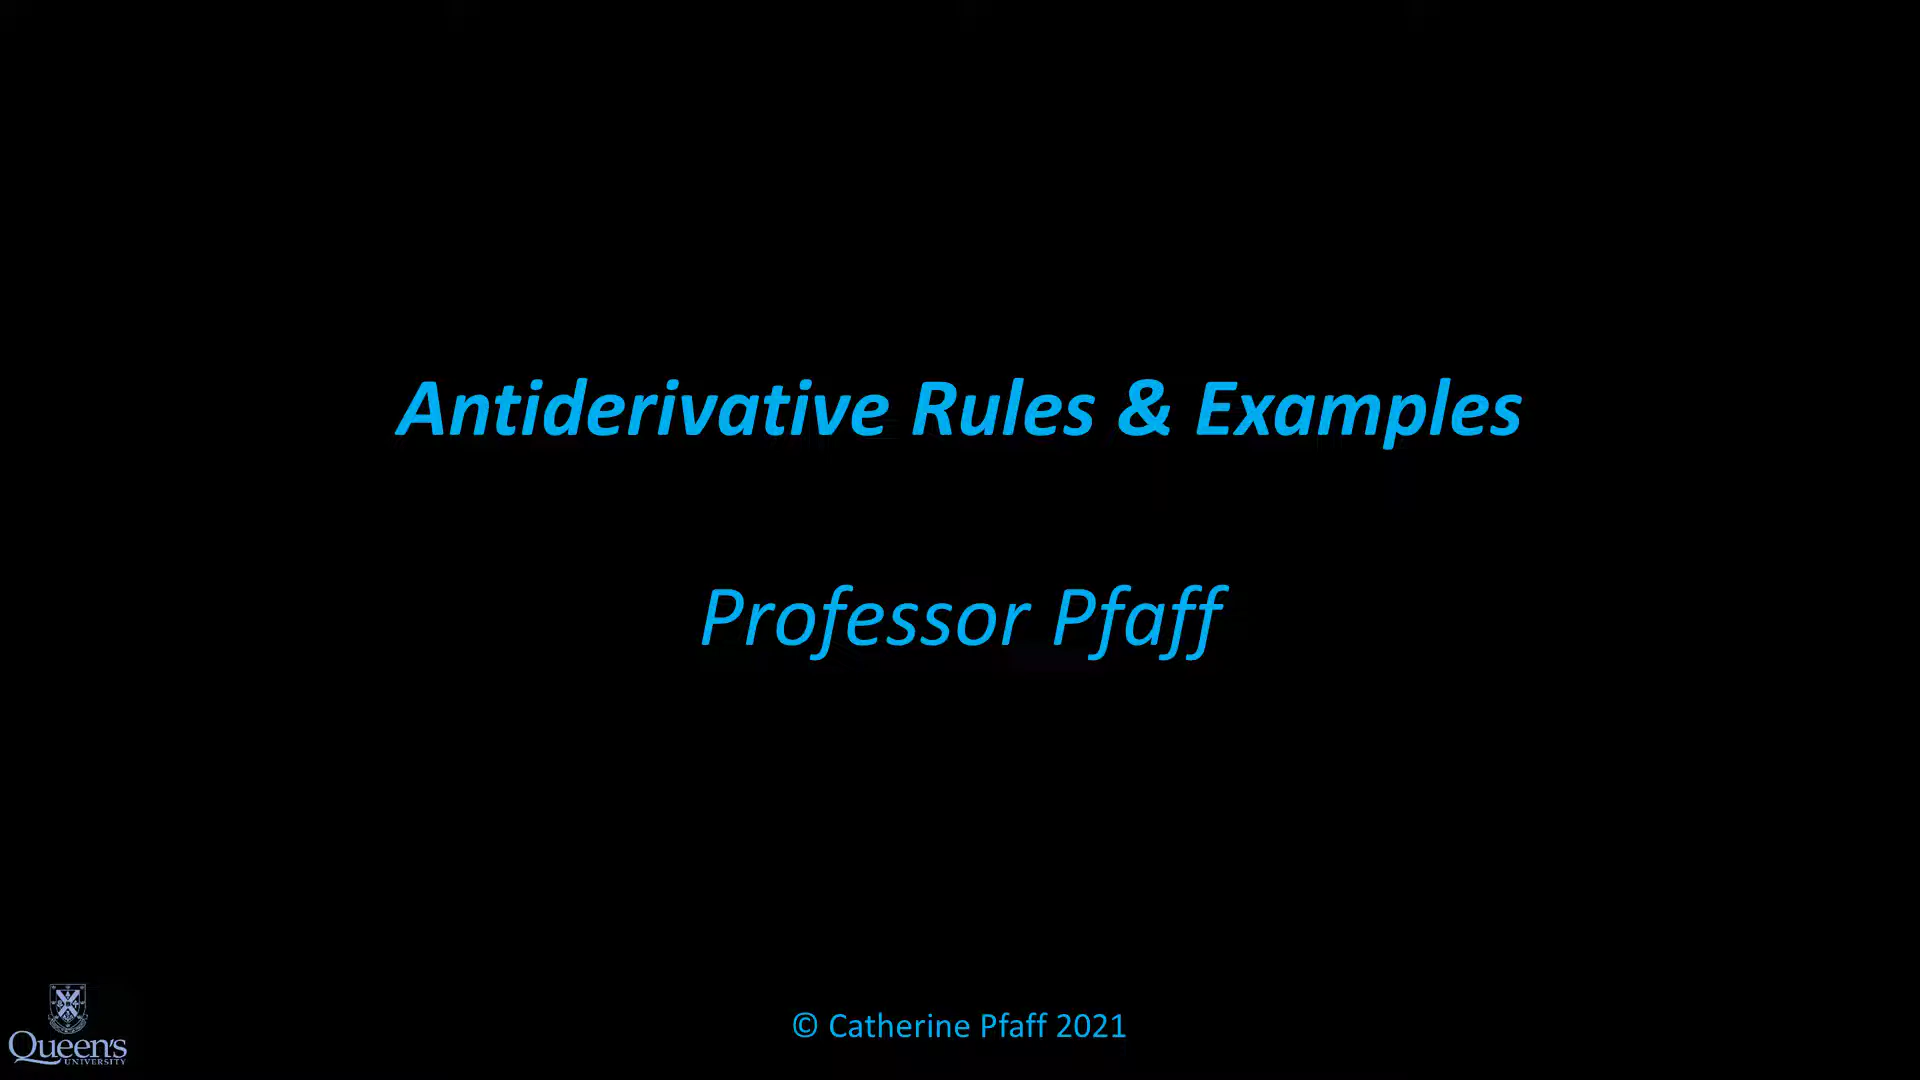 Antiderivative Rules & Examples
Professor Pfaff
© Catherine Pfaff 2021
Queen's
UNIVERSITY